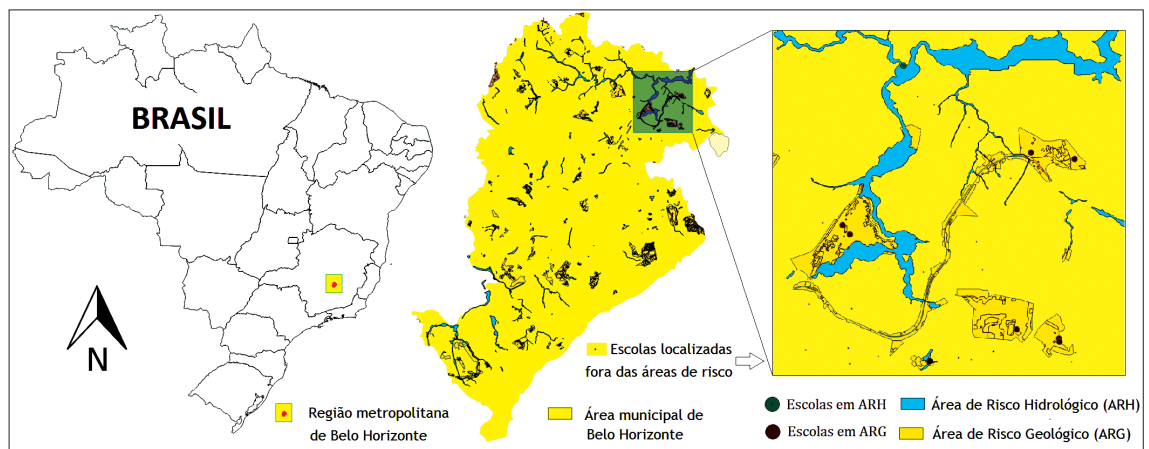 BRASIL
N
Região metropolitana
de Belo Horizonte
Escolas localizadas
fora das áreas de risco
Área municipal de
Belo Horizonte
Escolas em ARH
Área de Risco Hidrológico (ARH)
Escolas em ARG
Área de Risco Geológico (ARG)